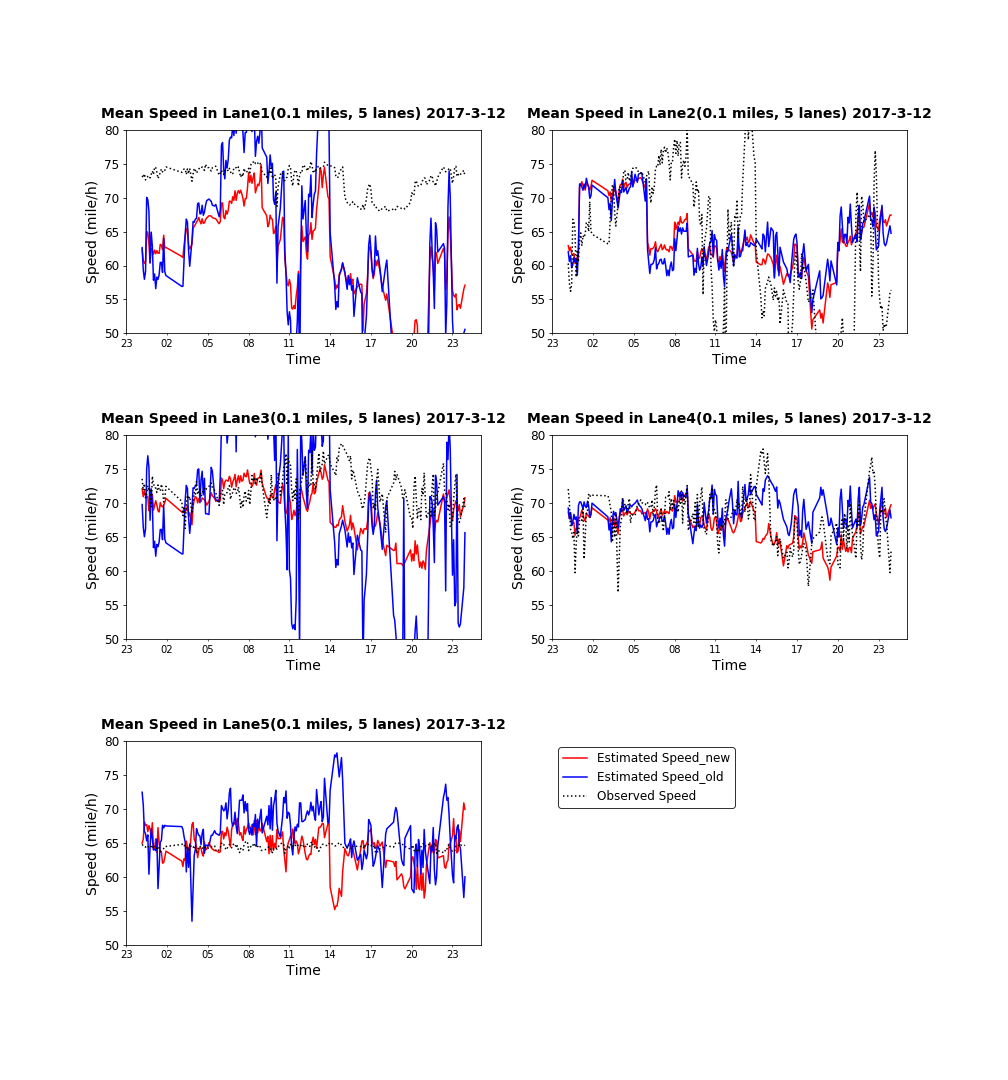 Mean Speed in Lane1(0.1 miles, 5 lanes) 2017-3-12
80
75
70
65
60
55
50
Speed (mile/h)
23 02 05 08 11 14 17 20 23
Time
Mean Speed in Lane2(0.1 miles, 5 lanes) 2017-3-12
80
75
70
65
60
55
50
Speed (mile/h)
23 02 05 08 11 14 17 20 23
Time
Mean Speed in Lane3(0.1 miles, 5 lanes) 2017-3-12
80
75
70
65
60
55
50
Speed (mile/h)
23 02 05 08 11 14 17 20 23
Time
Mean Speed in Lane4(0.1 miles, 5 lanes) 2017-3-12
80
75
70
65
60
55
50
Speed (mile/h)
23 02 05 08 11 14 17 20 23
Time
Mean Speed in Lane5(0.1 miles, 5 lanes) 2017-3-12
80
75
70
65
60
55
50
Speed (mile/h)
23 02 05 08 11 14 17 20 23
Time
Estimated Speed_new
Estimated Speed_old
Observed Speed